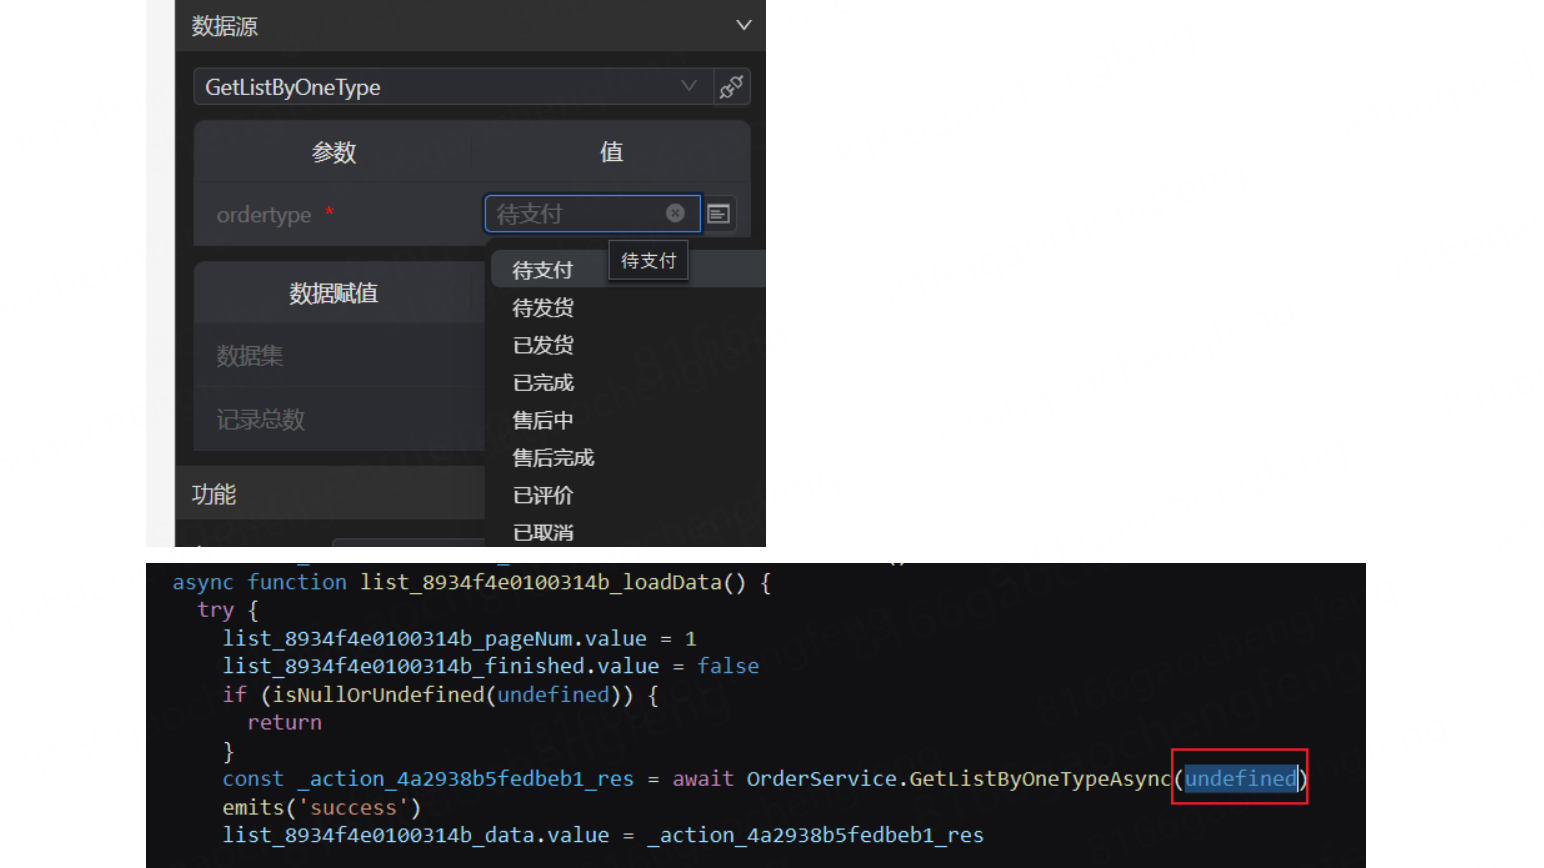 数据源
GetListByOneType
参数 值
ordertype * 待支付
待支付 待支付
待发货
数据赋值
已发货
数据集
已完成
记录总数 售后中
售后完成
功能 已评价
已取消
async function list_8934f4e0100314b_loadData() {
try {
list_8934f4e0100314b_pageNum.value = 1
list_8934f4e0100314b_finished.value = false
if (isNullOrUndefined(undefined)) {
return
}
const _action_4a2938b5fedbeb1_res = await OrderService.GetListByOneTypeAsync(undefined)
emits('success')
list_8934f4e0100314b_data.value = _action_4a2938b5fedbeb1_res